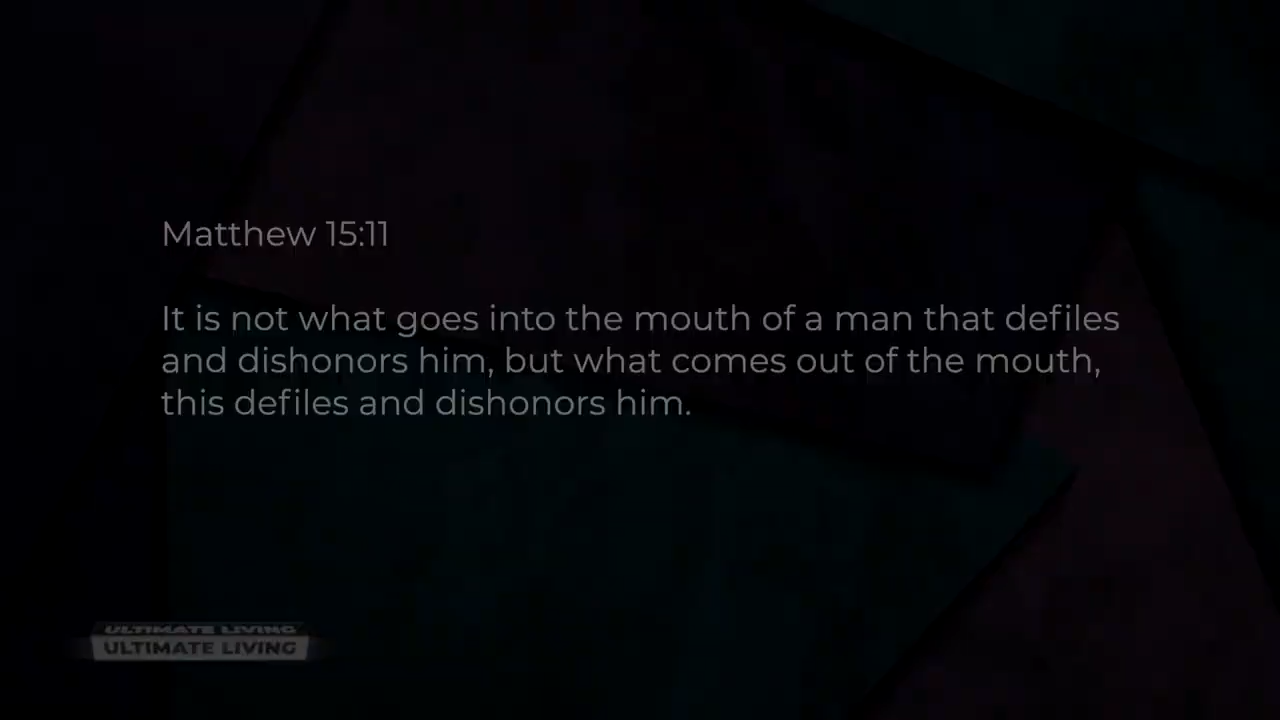 Matthew 15:11
It is not what goes into the mouth of a man that defiles
and dishonors him, but what comes out of the mouth,
this defiles and dishonors him.
ULTIMATE LIVING
ULTIMATE LIVING